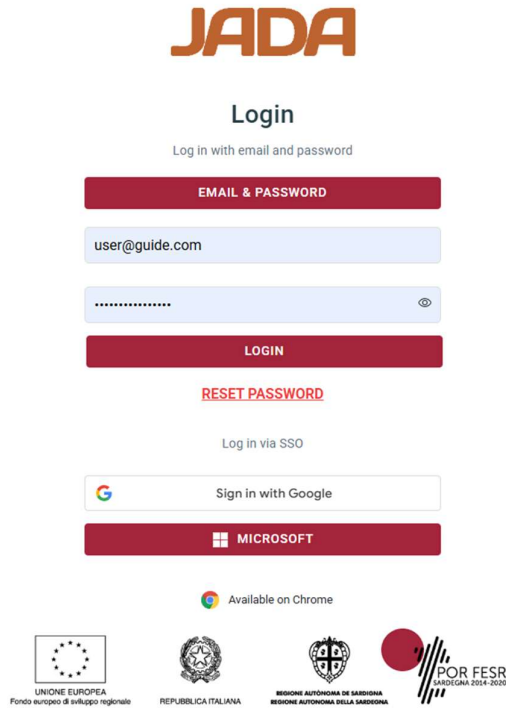 JADA
Login
Log in with email and password
EMAIL & PASSWORD
user@guide.com
••••••••••••••••
LOGIN
RESET PASSWORD
Log in via SSO
Sign in with Google
MICROSOFT
Available on Chrome
UNIONE EUROPEA
Fondo europeo di sviluppo regionale
REPUBBLICA ITALIANA
REGIONE AUTÒNOMA DE SARDIGNA
REGIONE AUTONOMA DELLA SARDEGNA
POR FESR
SARDEGNA 2014-2020